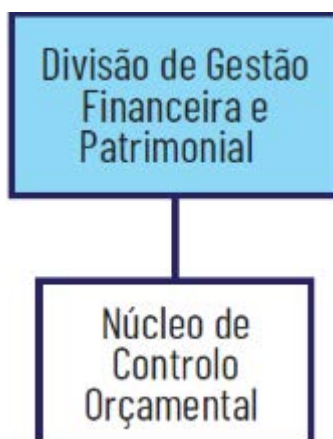 Divisão de Gestão
Financeira e
Patrimonial
Núcleo de
Controlo
Orçamental